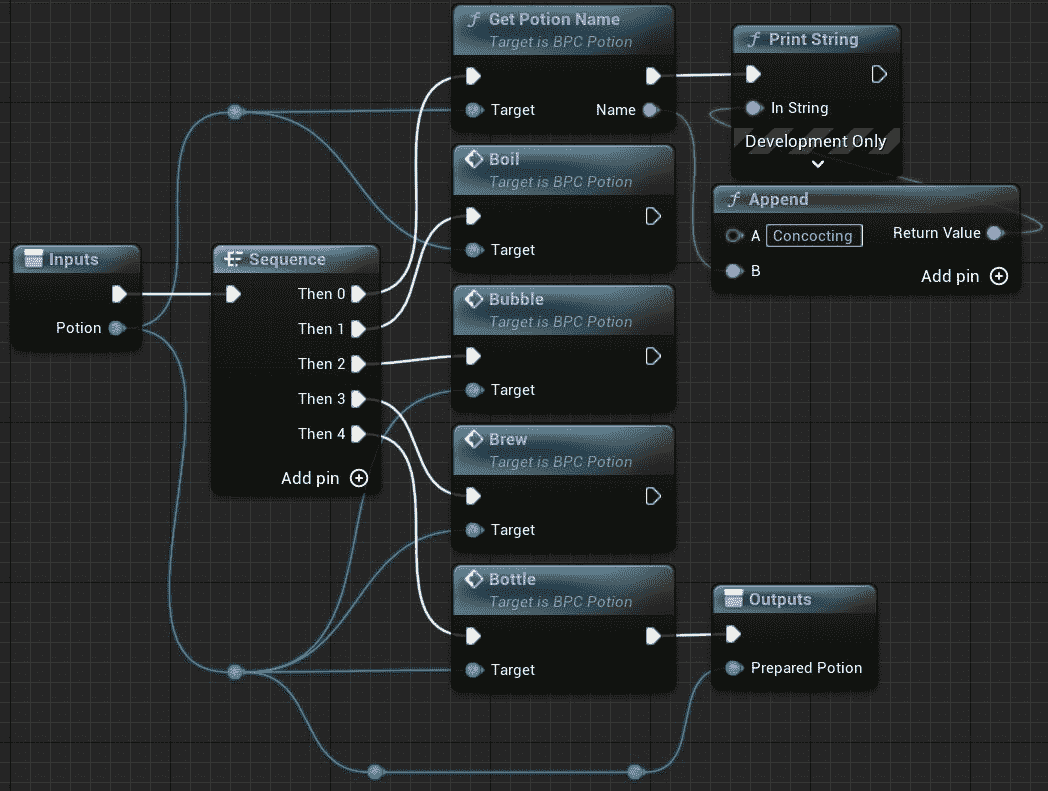 Get Potion Name
Target is BPC Potion
Target
Name
Print String
In String
Development Only
Boil
Target is BPC Potion
Target
Append
A Concocting
Return Value
B
Add pin
Inputs
Potion
Sequence
Then 0
Then 1
Then 2
Then 3
Then 4
Add pin
Bubble
Target is BPC Potion
Target
Brew
Target is BPC Potion
Target
Bottle
Target is BPC Potion
Target
Outputs
Prepared Potion